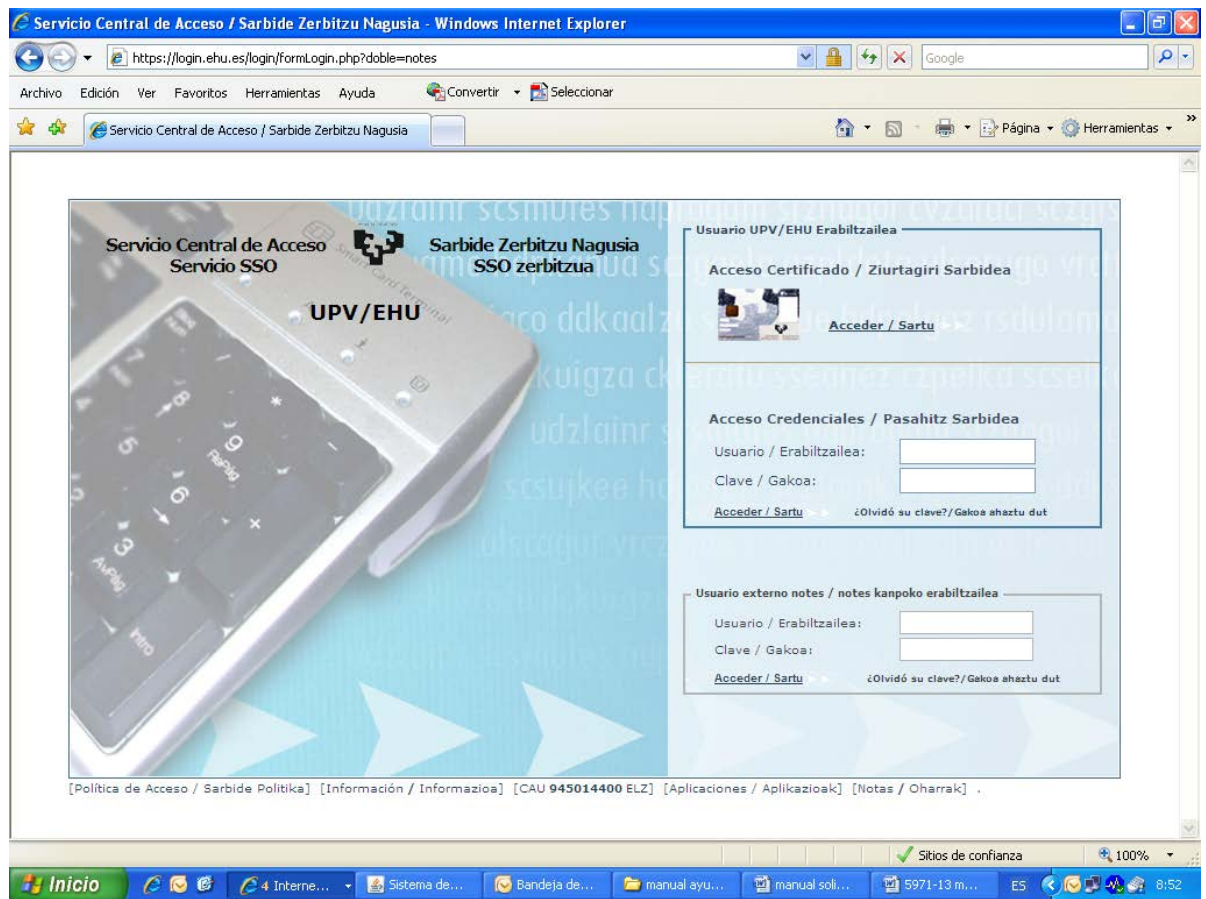 Servicio Central de Acceso / Sarbide Zerbitzu Nagusia - Windows Internet Explorer
https://login.ehu.es/login/formLogin.php?doble=notes
Google
Archivo Edición Ver Favoritos Herramientas Ayuda Convertir Seleccionar
Servicio Central de Acceso / Sarbide Zerbitzu Nagusia
Página Herramientas »
Servicio Central de Acceso
Servicio SSO
Sarbide Zerbitzu Nagusia
SSO zerbitzua
UPV/EHU
Usuario UPV/EHU Erabiltzailea
Acceso Certificado / Ziurtagiri Sarbidea
Acceder / Sartu
Acceso Credenciales / Pasahitz Sarbidea
Usuario / Erabiltzailea:
Clave / Gakoa:
Acceder / Sartu ¿Olvidó su clave?/Gakoa ahaztu dut
Usuario externo notes / notes kanpoko erabiltzailea
Usuario / Erabiltzailea:
Clave / Gakoa:
Acceder / Sartu ¿Olvidó su clave?/Gakoa ahaztu dut
[Política de Acceso / Sarbide Politika] [Información / Informazioa] [CAU 945014400 ELZ] [Aplicaciones / Aplikazioak] [Notas / Oharrak] .
Sitios de confianza 100%
Inicio 4 Interne... Sistema de... Bandeja de... manual ayu... manual soli... 5971-13 m... ES 8:52